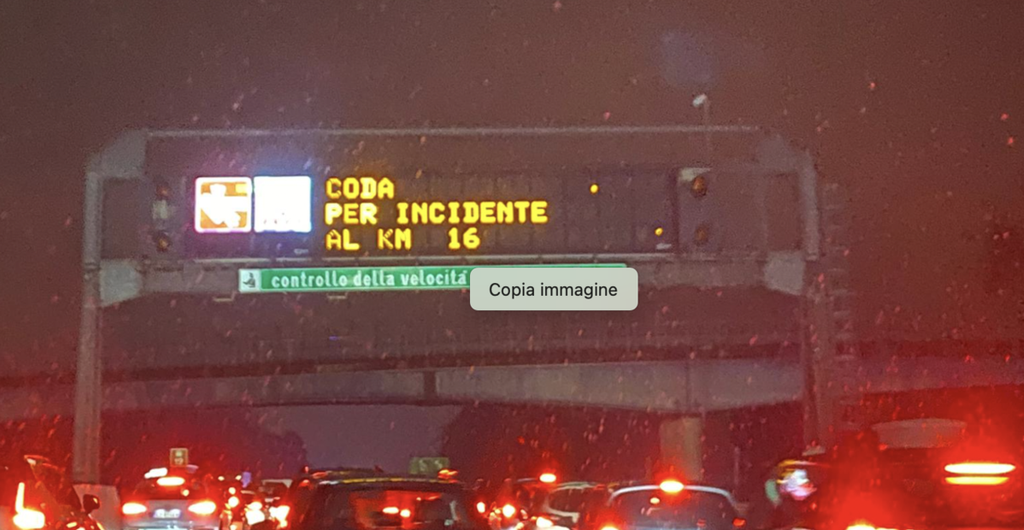 CODA
PER INCIDENTE
AL KM 16
controllo della velocità
Copia immagine